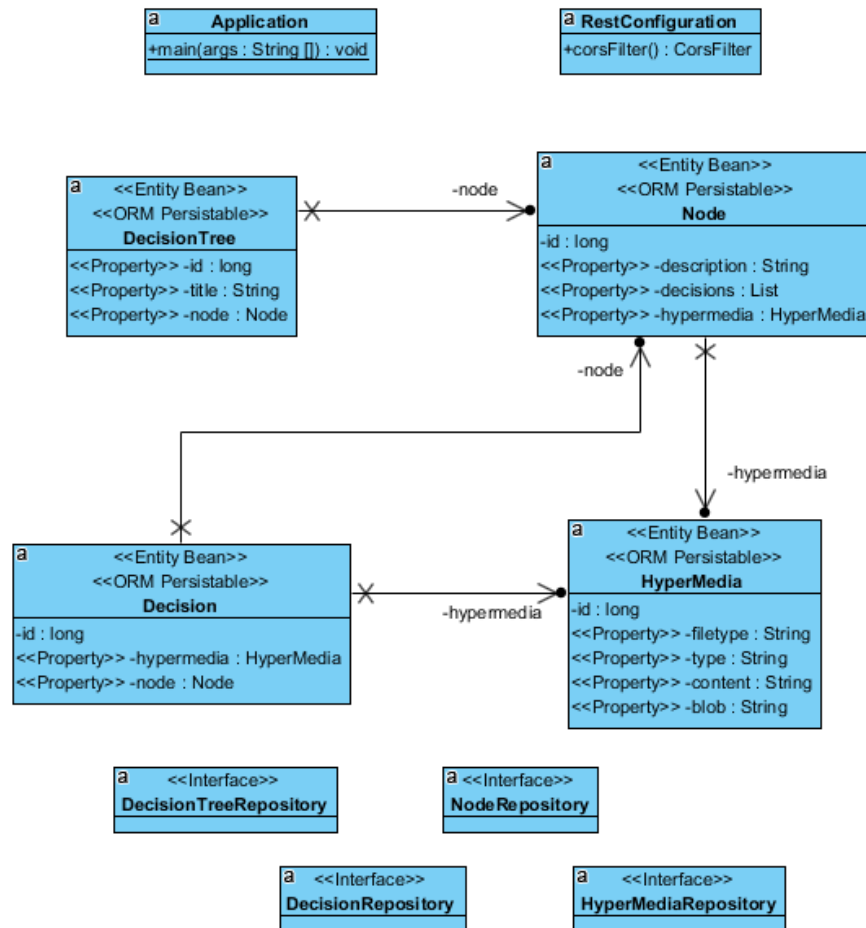 a
Application
+main(args : String []) : void
a
RestConfiguration
+corsFilter() : CorsFilter
a
<<Entity Bean>>
<<ORM Persistable>>
DecisionTree
<<Property>> -id : long
<<Property>> -title : String
<<Property>> -node : Node
-node
a
<<Entity Bean>>
<<ORM Persistable>>
Node
-id : long
<<Property>> -description : String
<<Property>> -decisions : List
<<Property>> -hypermedia : HyperMedia
-node
-hypermedia
a
<<Entity Bean>>
<<ORM Persistable>>
Decision
-id : long
<<Property>> -hypermedia : HyperMedia
<<Property>> -node : Node
-hypermedia
a
<<Entity Bean>>
<<ORM Persistable>>
HyperMedia
-id : long
<<Property>> -filetype : String
<<Property>> -type : String
<<Property>> -content : String
<<Property>> -blob : String
a
<<Interface>>
DecisionTreeRepository
a
<<Interface>>
NodeRepository
a
<<Interface>>
DecisionRepository
a
<<Interface>>
HyperMediaRepository